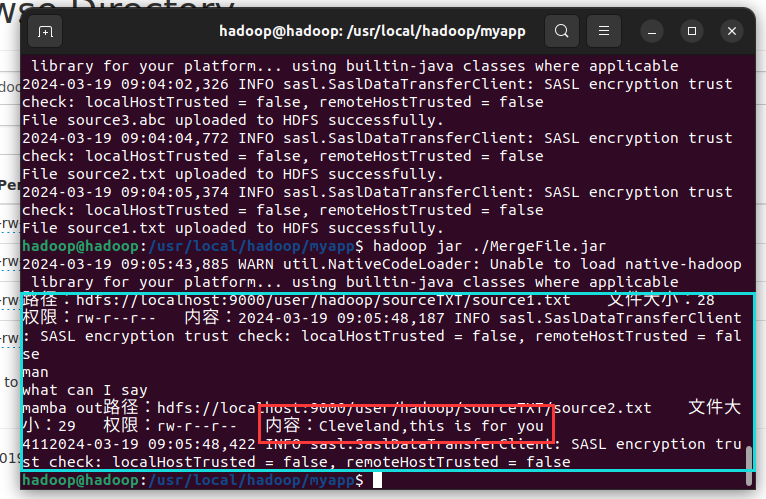 wse Directory
hadoop@hadoop: /usr/local/hadoop/myapp
library for your platform... using builtin-java classes where applicable
2024-03-19 09:04:02,326 INFO sasl.SaslDataTransferClient: SASL encryption trust
check: localHostTrusted = false, remoteHostTrusted = false
File source3.abc uploaded to HDFS successfully.
2024-03-19 09:04:04,772 INFO sasl.SaslDataTransferClient: SASL encryption trust
check: localHostTrusted = false, remoteHostTrusted = false
File source2.txt uploaded to HDFS successfully.
2024-03-19 09:04:05,374 INFO sasl.SaslDataTransferClient: SASL encryption trust
check: localHostTrusted = false, remoteHostTrusted = false
File source1.txt uploaded to HDFS successfully.
hadoop@hadoop:/usr/local/hadoop/myapp$ hadoop jar ./MergeFile.jar
2024-03-19 09:05:43,885 WARN util.NativeCodeLoader: Unable to load native-hadoop
library for your platform... using builtin-java classes where applicable
路径：hdfs://localhost:9000/user/hadoop/sourceTXT/source1.txt 文件大小：28
权限：rw-r--r-- 内容：2024-03-19 09:05:48,187 INFO sasl.SaslDataTransferClient
: SASL encryption trust check: localHostTrusted = false, remoteHostTrusted = fal
se
man
what can I say
mamba out路径：hdfs://localhost:9000/user/hadoop/sourceTXT/source2.txt 文件大
小：29 权限：rw-r--r-- 内容：Cleveland,this is for you
4112024-03-19 09:05:48,422 INFO sasl.SaslDataTransferClient: SASL encryption tru
st check: localHostTrusted = false, remoteHostTrusted = false
hadoop@hadoop:/usr/local/hadoop/myapp$
Per
-rw
-rw
-rw
-rw
to
019